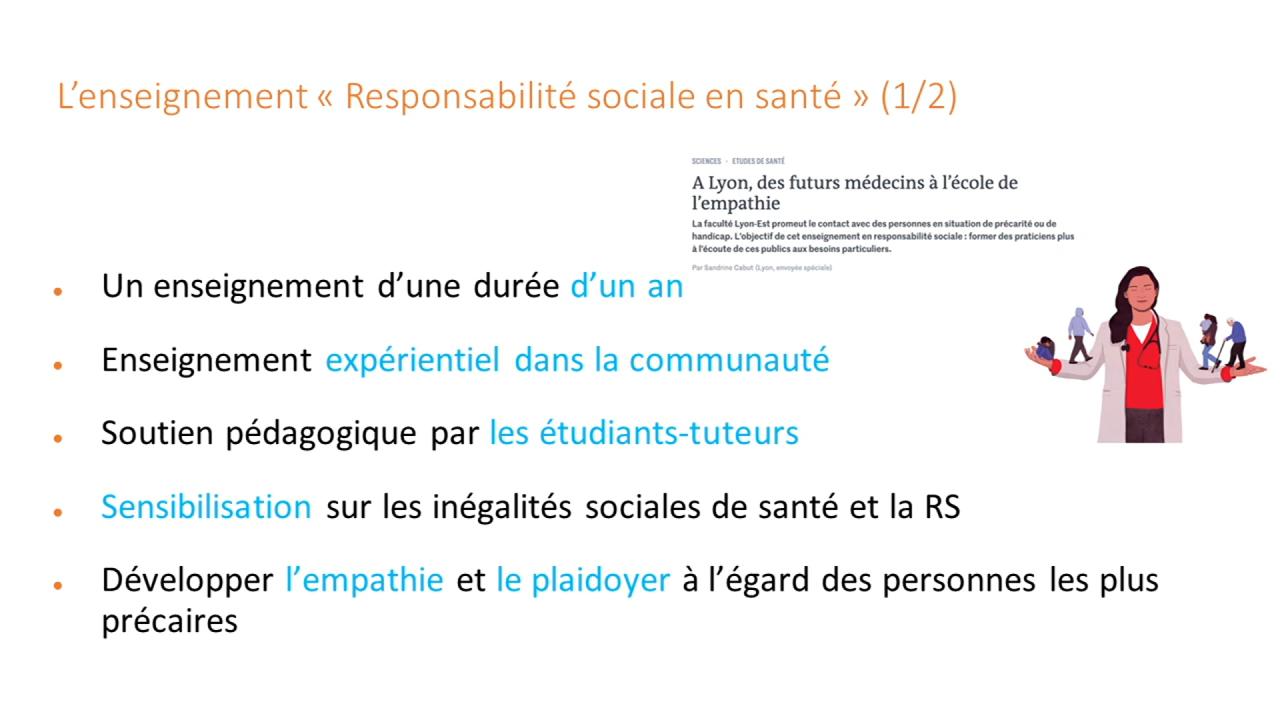 L’enseignement « Responsabilité sociale en santé » (1/2)
SCIENCES • ETUDES DE SANTÉ
A Lyon, des futurs médecins à l’école de
l’empathie
La faculté Lyon-Est promeut le contact avec des personnes en situation de précarité ou de
handicap. L’objectif de cet enseignement en responsabilité sociale : former des praticiens plus
à l’écoute de ces publics aux besoins particuliers.
Par Sandrine Cabut (Lyon, envoyée spéciale)
• Un enseignement d’une durée d’un an
• Enseignement expérientiel dans la communauté
• Soutien pédagogique par les étudiants-tuteurs
• Sensibilisation sur les inégalités sociales de santé et la RS
• Développer l’empathie et le plaidoyer à l’égard des personnes les plus
précaires